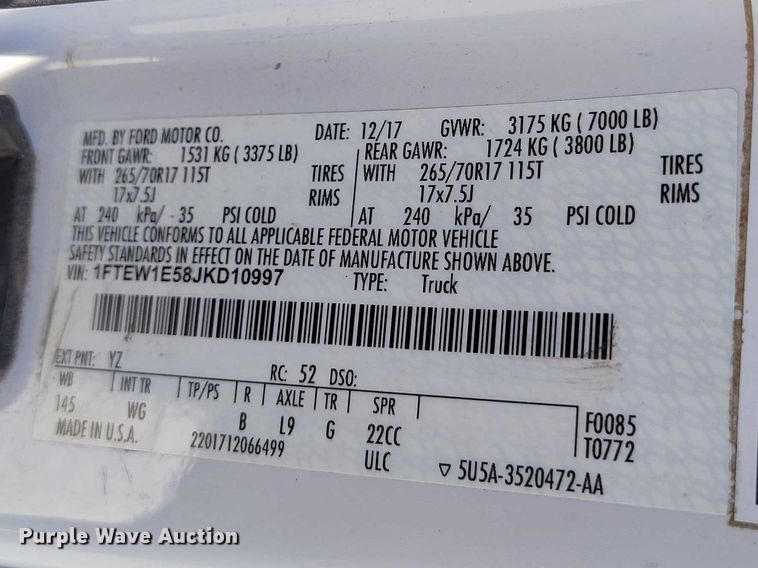 MFD. BY FORD MOTOR CO. DATE: 12/17 GVWR: 3175 KG ( 7000 LB)
FRONT GAWR: 1531 KG ( 3375 LB) REAR GAWR: 1724 KG ( 3800 LB)
WITH 265/70R17 115T TIRES WITH 265/70R17 115T TIRES
17x7.5J RIMS 17x7.5J RIMS
AT 240 kPa/ 35 PSI COLD AT 240 kPa/ 35 PSI COLD
THIS VEHICLE CONFORMS TO ALL APPLICABLE FEDERAL MOTOR VEHICLE
SAFETY STANDARDS IN EFFECT ON THE DATE OF MANUFACTURE SHOWN ABOVE.
VIN: 1FTEW1E58JKD10997 TYPE: Truck
EXT PNT: YZ RC: 52 DSO:
WB INT TR TP/PS R AXLE TR SPR
145 WG B L9 G 22CC F0085
MADE IN U.S.A. 2201712066499 ULC T0772
5U5A-3520472-AA
Purple Wave Auction